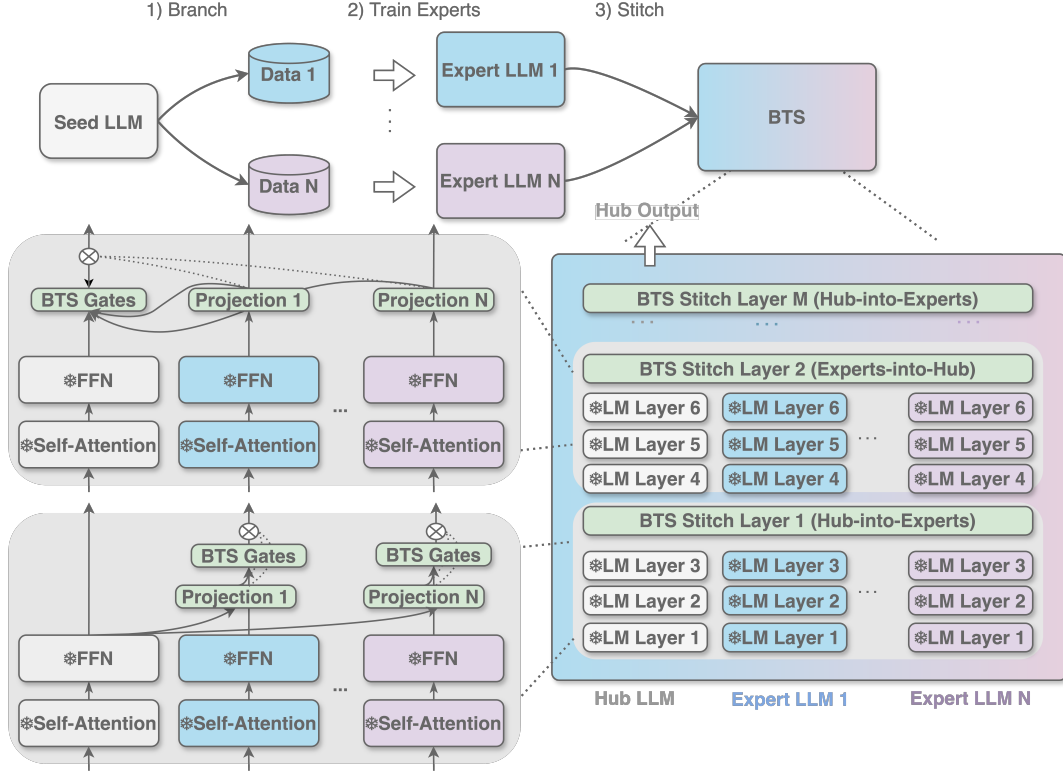 1) Branch
2) Train Experts
3) Stitch
Seed LLM
Data 1
Data N
Expert LLM 1
Expert LLM N
BTS
Hub Output
BTS Gates
Projection 1
Projection N
❄FFN
❄FFN
❄FFN
...
❄Self-Attention
❄Self-Attention
❄Self-Attention
BTS Gates
BTS Gates
Projection 1
Projection N
❄FFN
❄FFN
❄FFN
...
❄Self-Attention
❄Self-Attention
❄Self-Attention
BTS Stitch Layer M (Hub-into-Experts)
... ... ...
BTS Stitch Layer 2 (Experts-into-Hub)
❄LM Layer 6
❄LM Layer 6
❄LM Layer 6
❄LM Layer 5
❄LM Layer 5
...
❄LM Layer 5
❄LM Layer 4
❄LM Layer 4
❄LM Layer 4
BTS Stitch Layer 1 (Hub-into-Experts)
❄LM Layer 3
❄LM Layer 3
❄LM Layer 3
❄LM Layer 2
❄LM Layer 2
...
❄LM Layer 2
❄LM Layer 1
❄LM Layer 1
❄LM Layer 1
Hub LLM
Expert LLM 1
Expert LLM N